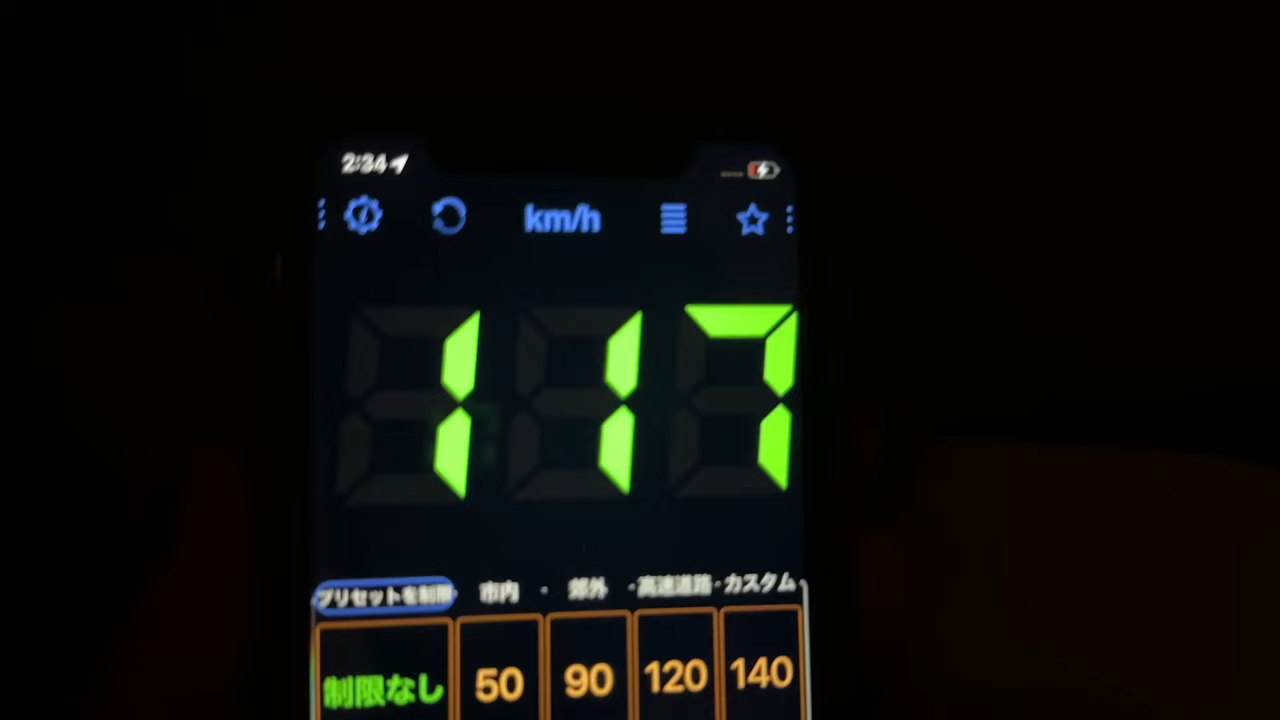 2:34
km/h
117
プリセットを制限 市内 ・ 郊外 ・高速道路・カスタム
制限なし 50 90 120 140